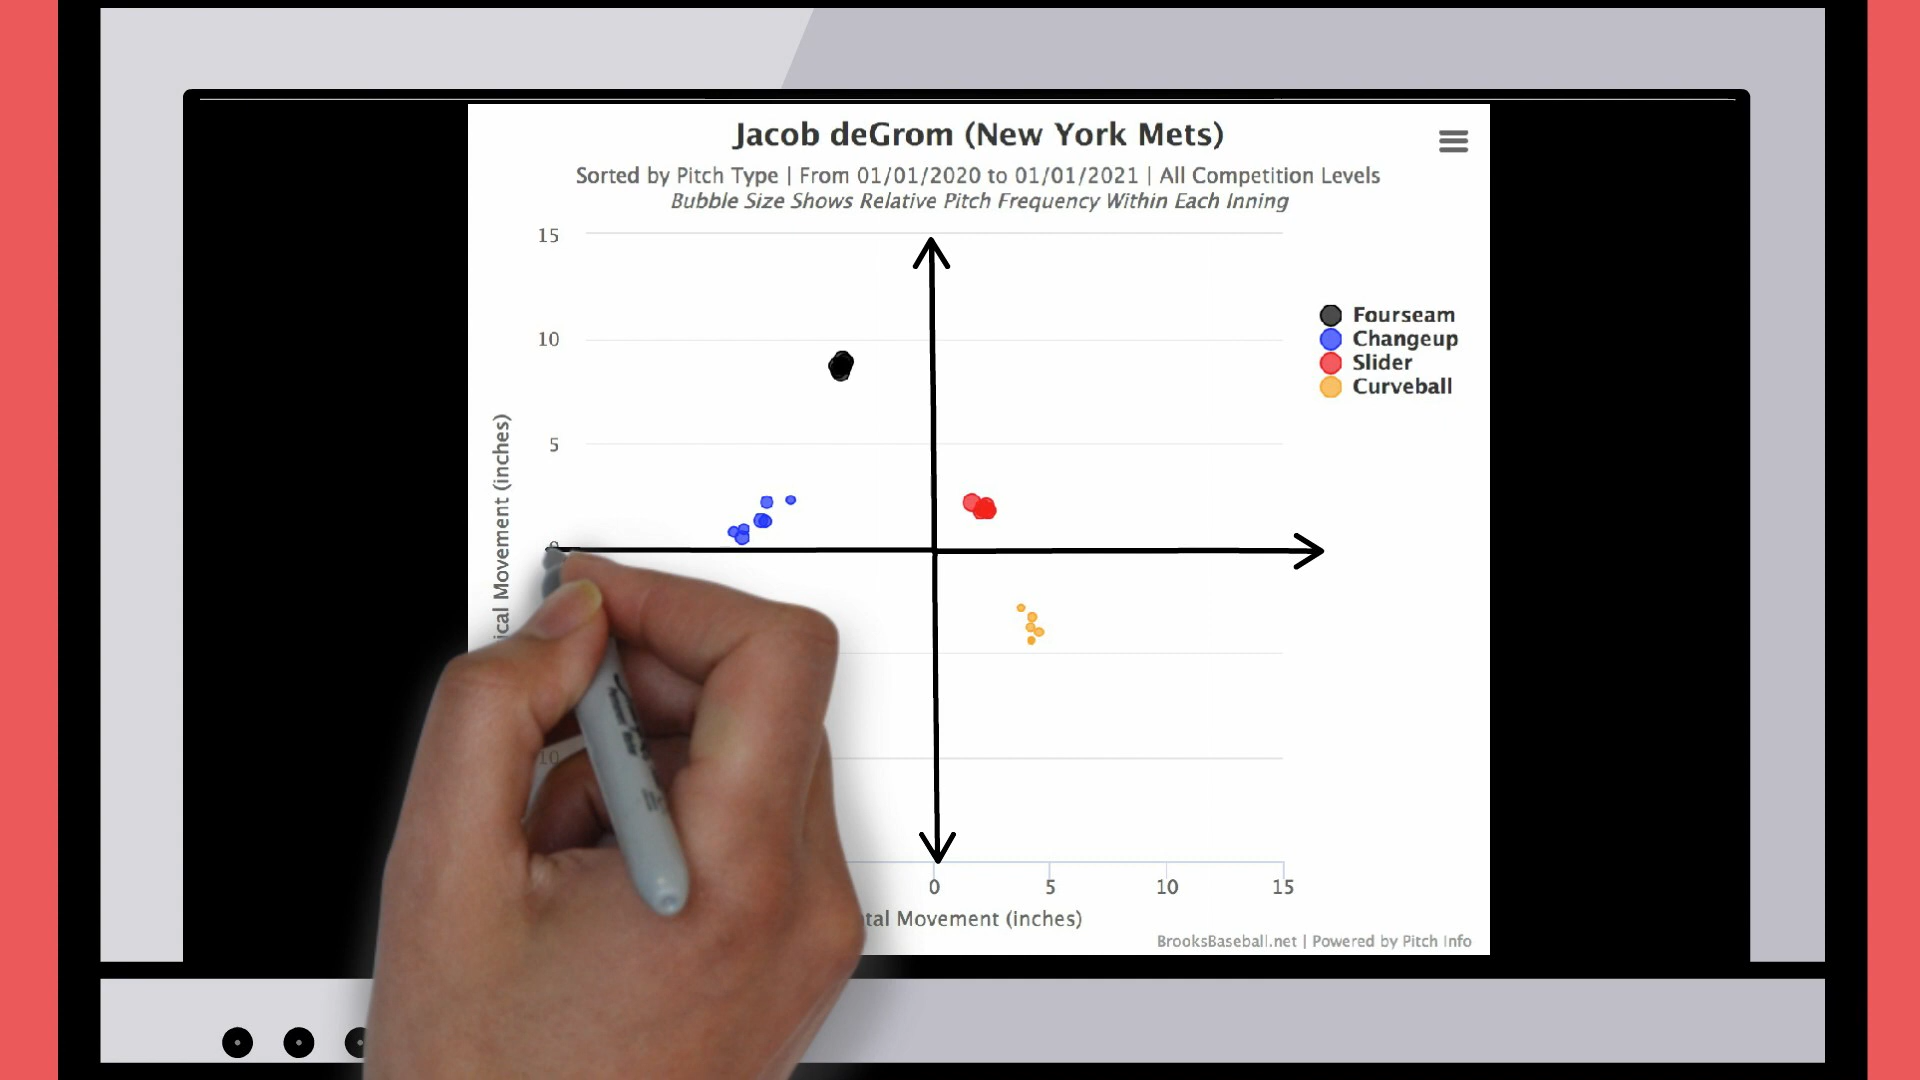 Jacob deGrom (New York Mets)
Sorted by Pitch Type | From 01/01/2020 to 01/01/2021 | All Competition Levels
Bubble Size Shows Relative Pitch Frequency Within Each Inning
15
10
5
0
10
Fourseam
Changeup
Slider
Curveball
Movement (inches)
0
5
10
15
Movement (inches)
BrooksBaseball.net | Powered by Pitch Info